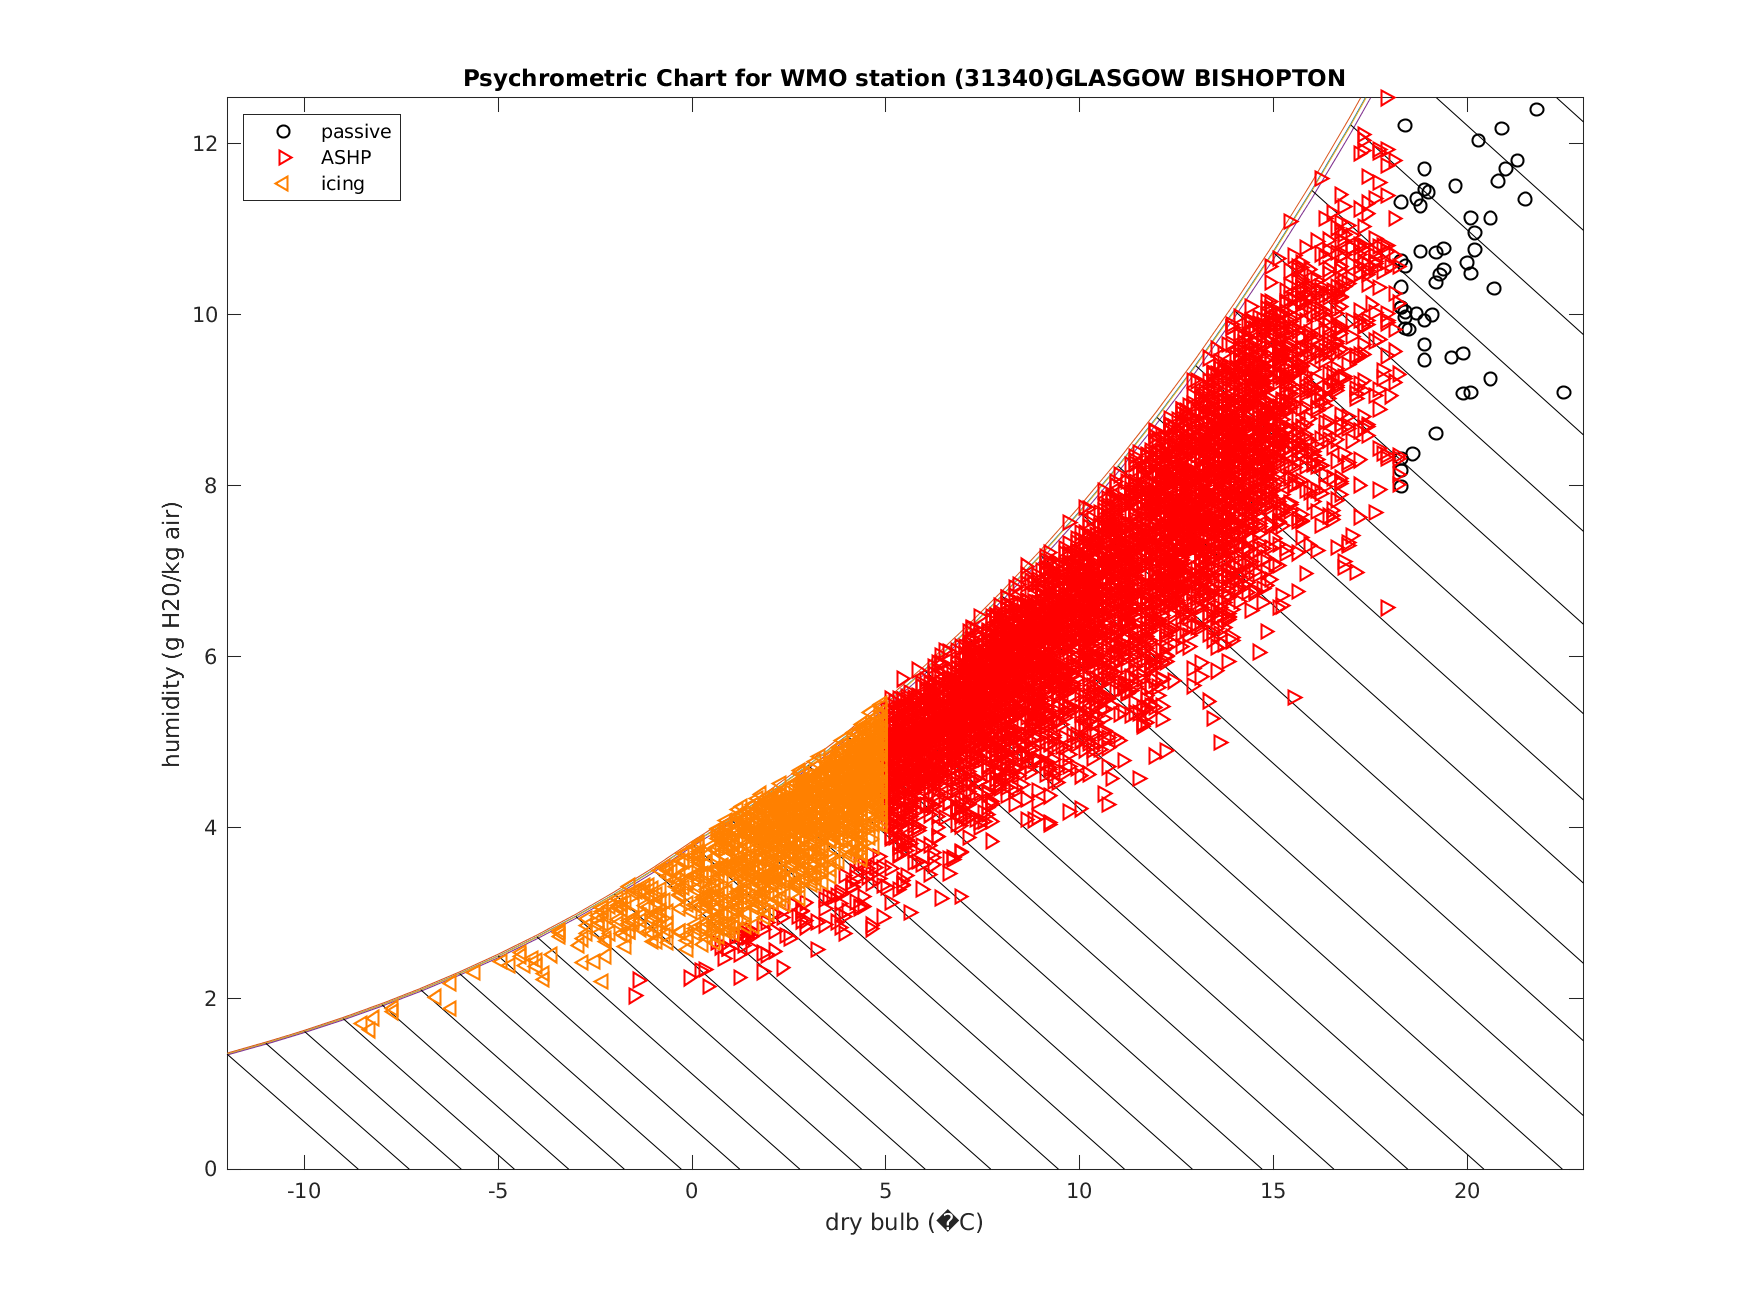 Psychrometric Chart for WMO station (31340)GLASGOW BISHOPTON
passive
ASHP
icing
12
10
8
6
4
2
0
humidity (g H20/kg air)
-10 -5 0 5 10 15 20
dry bulb (�C)